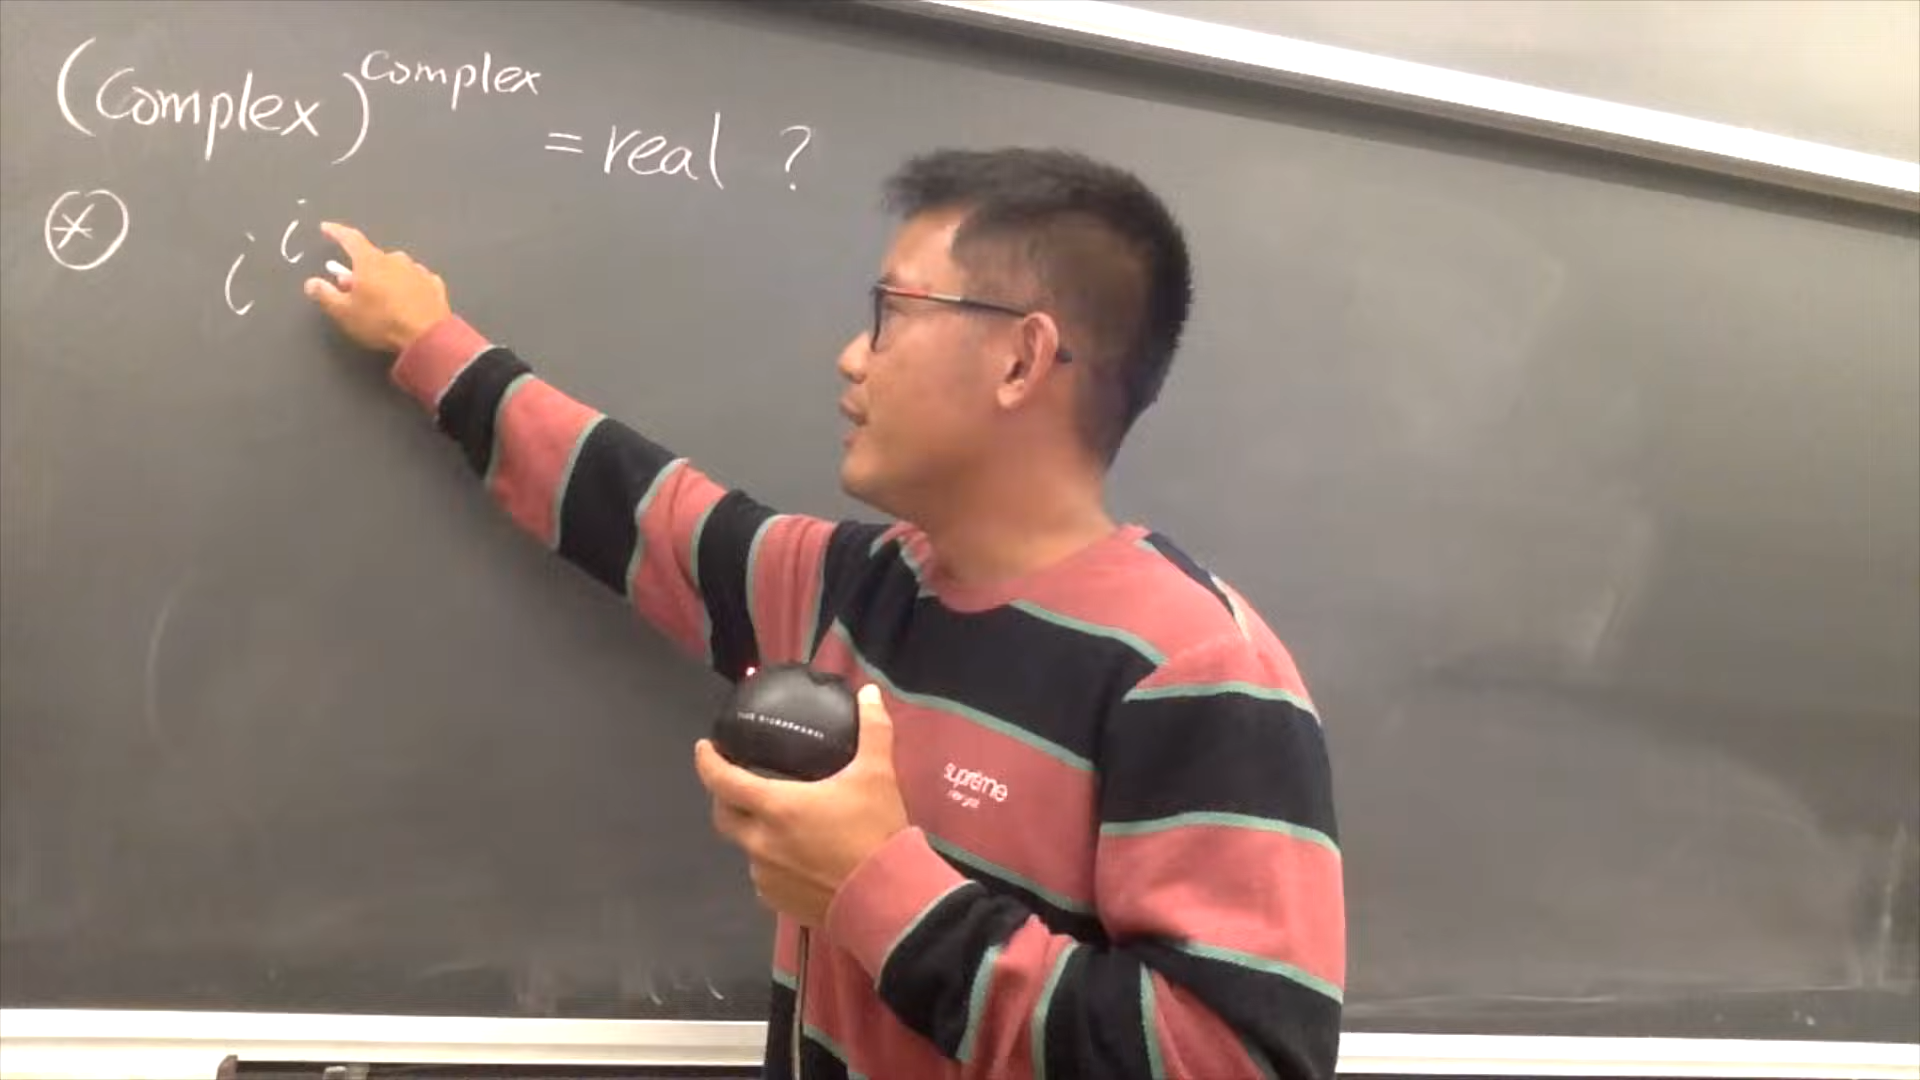 (Complex)^complex = real ?
* i^i
supreme